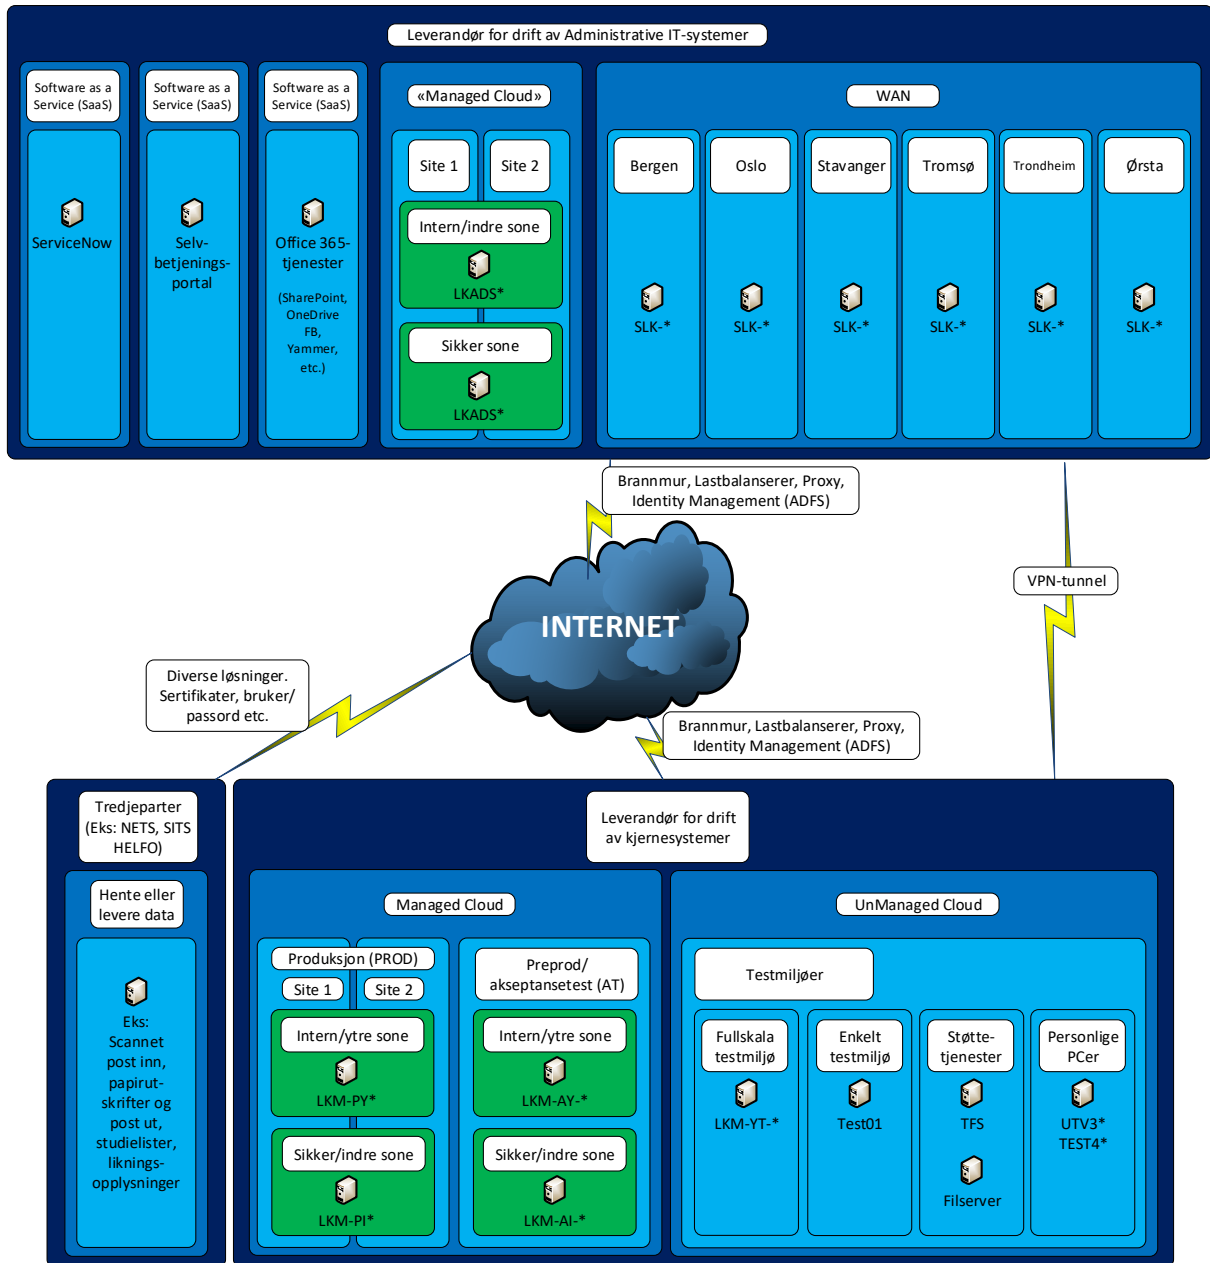 Leverandør for drift av Administrative IT-systemer
Software as a
Service (SaaS)
ServiceNow
Software as a
Service (SaaS)
Selv-
betjenings-
portal
Software as a
Service (SaaS)
Office 365-
tjenester
(SharePoint,
OneDrive
FB,
Yammer,
etc.)
«Managed Cloud»
Site 1
Site 2
Intern/indre sone
LKADS*
Sikker sone
LKADS*
WAN
Bergen
SLK-*
Oslo
SLK-*
Stavanger
SLK-*
Tromsø
SLK-*
Trondheim
SLK-*
Ørsta
SLK-*
Brannmur, Lastbalanserer, Proxy,
Identity Management (ADFS)
VPN-tunnel
INTERNET
Diverse løsninger.
Sertifikater, bruker/
passord etc.
Brannmur, Lastbalanserer, Proxy,
Identity Management (ADFS)
Tredjeparter
(Eks: NETS, SITS
HELFO)
Hente eller
levere data
Eks:
Scannet
post inn,
papirut-
skrifter og
post ut,
studielister,
liknings-
opplysninger
Leverandør for drift
av kjernesystemer
Managed Cloud
Produksjon (PROD)
Site 1
Site 2
Intern/ytre sone
LKM-PY*
Sikker/indre sone
LKM-PI*
Preprod/
akseptansetest (AT)
Intern/ytre sone
LKM-AY-*
Sikker/indre sone
LKM-AI-*
UnManaged Cloud
Testmiljøer
Fullskala
testmiljø
LKM-YT-*
Enkelt
testmiljø
Test01
Støtte-
tjenester
TFS
Filserver
Personlige
PCer
UTV3*
TEST4*